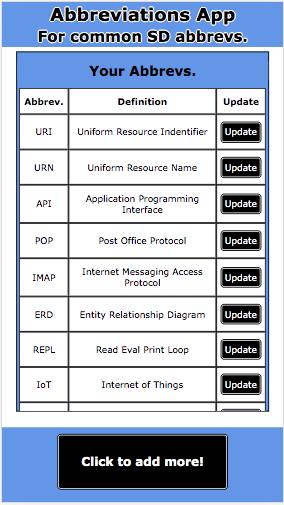 Abbreviations App
For common SD abbrevs.
Your Abbrevs.
Abbrev. Definition Update
URI Uniform Resource Indentifier Update
URN Uniform Resource Name Update
API Application Programming Interface Update
POP Post Office Protocol Update
IMAP Internet Messaging Access Protocol Update
ERD Entity Relationship Diagram Update
REPL Read Eval Print Loop Update
IoT Internet of Things Update
Click to add more!